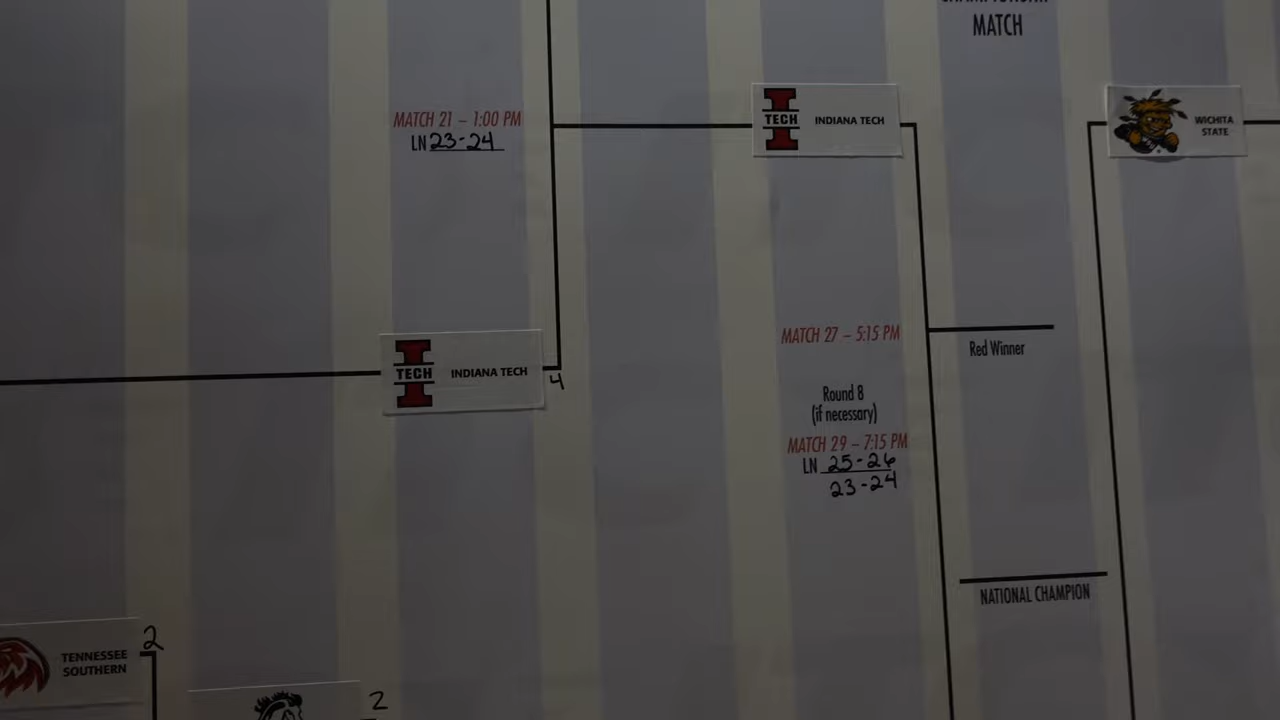 MATCH
MATCH 21 – 1:00 PM
LN 23-24
TECH
INDIANA TECH
WICHITA
STATE
MATCH 27 – 5:15 PM
Red Winner
TECH
INDIANA TECH
4
Round 8
(if necessary)
MATCH 29 – 7:15 PM
LN 25-26
23-24
NATIONAL CHAMPION
TENNESSEE
SOUTHERN
2
2